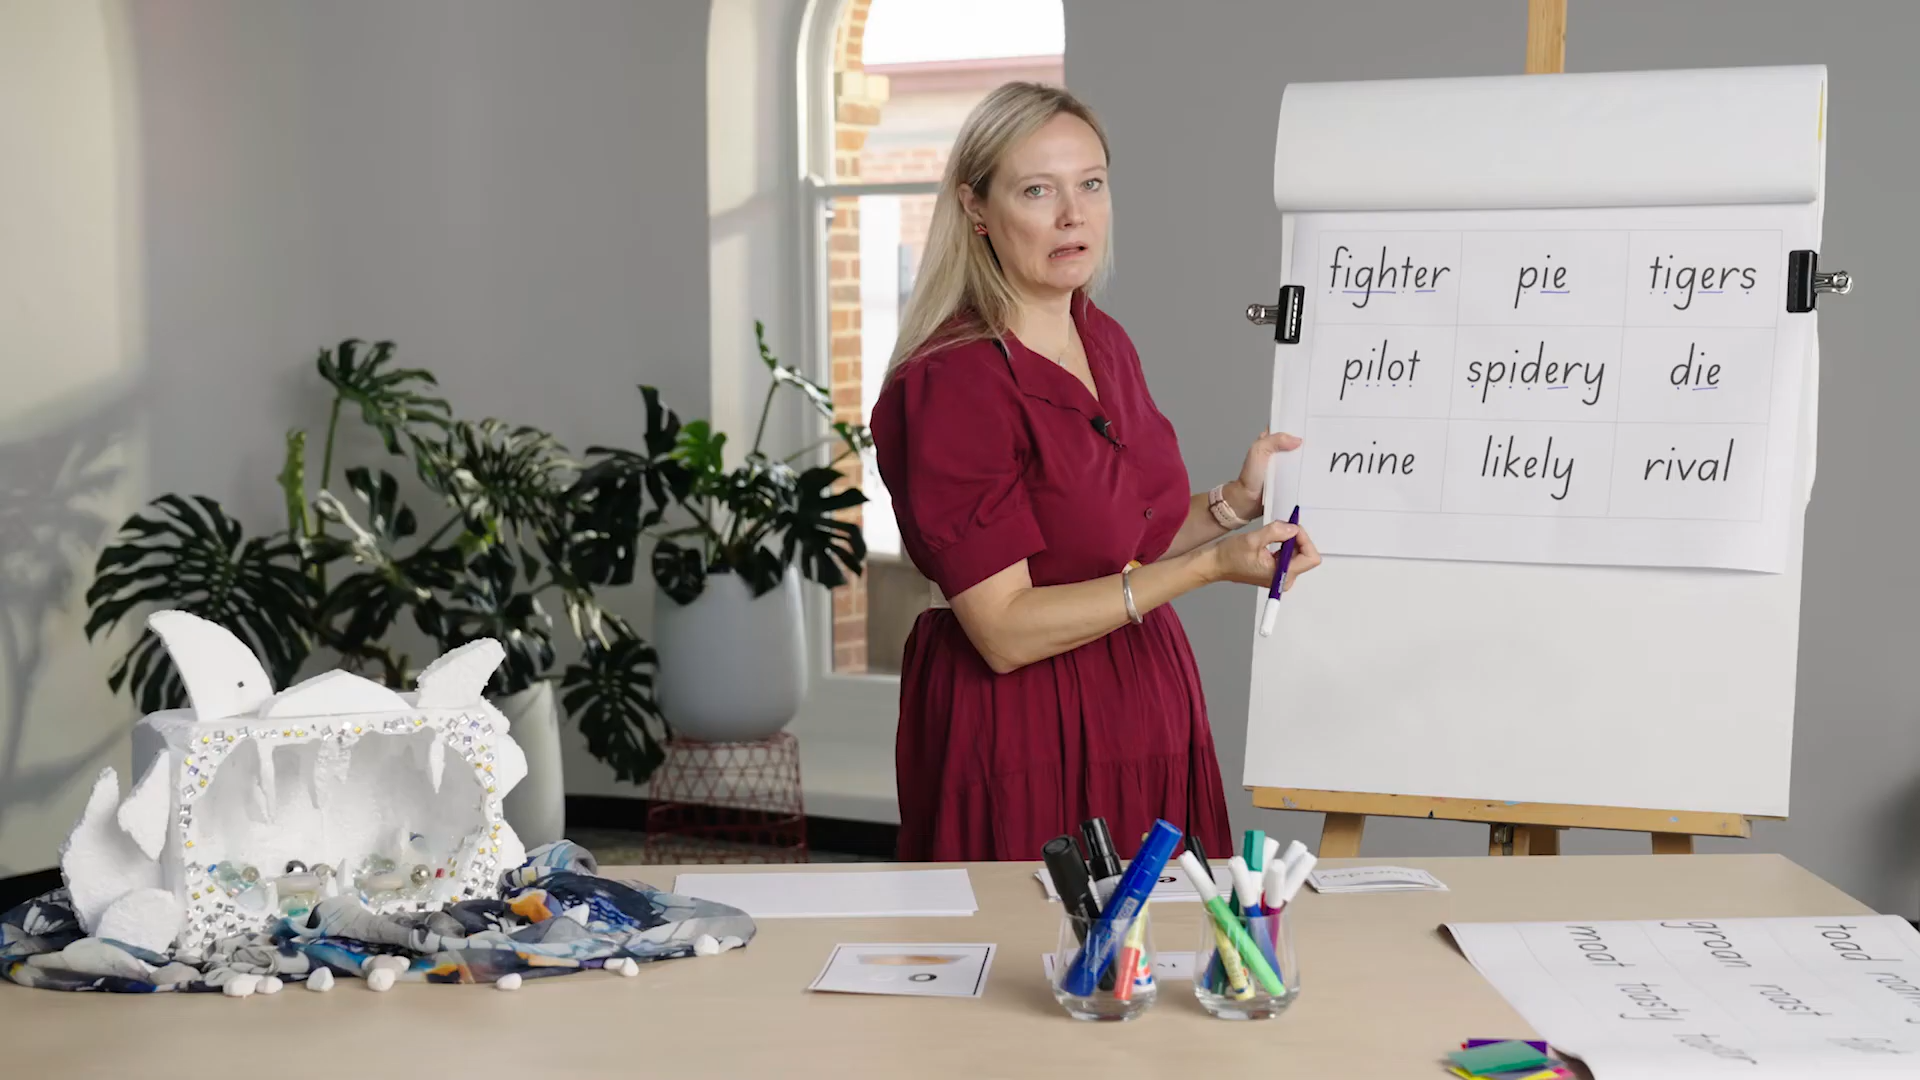 fighter pie tigers
pilot spidery die
mine likely rival
toad
groan
moat
roast
toasty